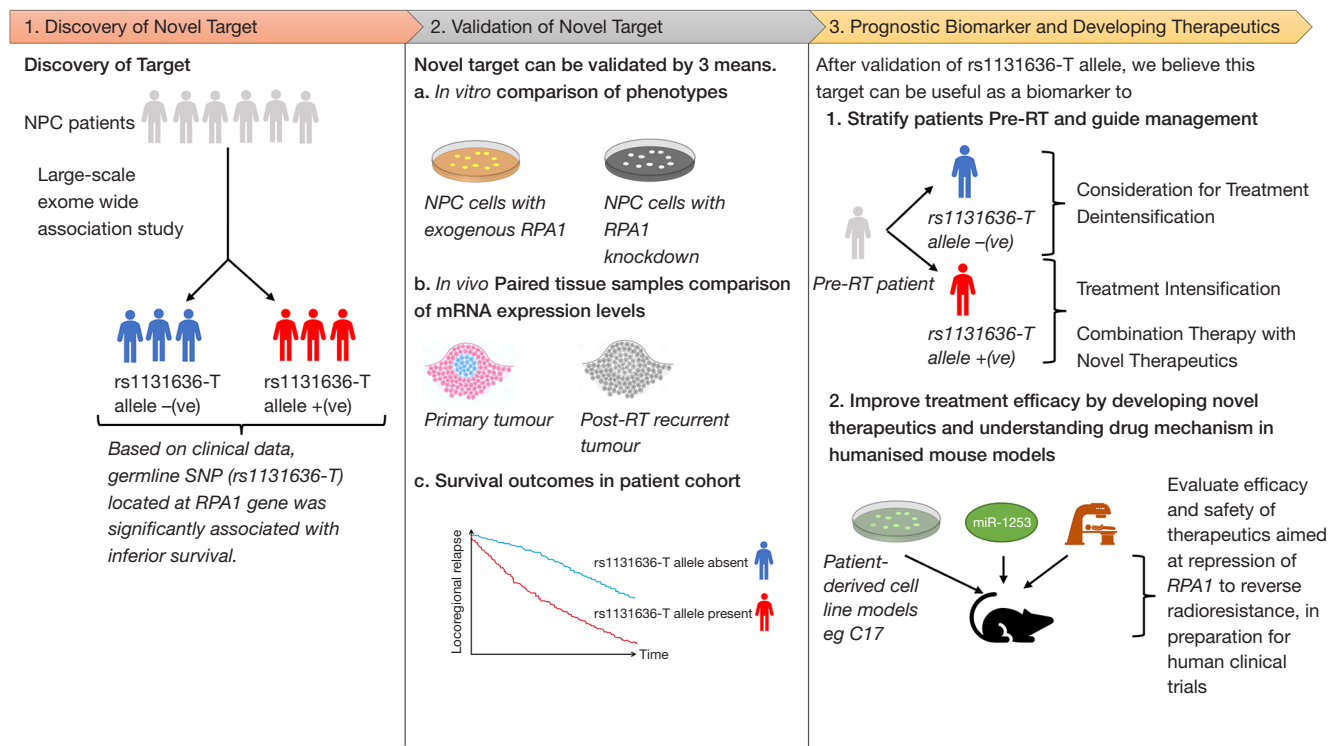 1. Discovery of Novel Target
2. Validation of Novel Target
3. Prognostic Biomarker and Developing Therapeutics
Discovery of Target
NPC patients
Large-scale
exome wide
association study
rs1131636-T
allele –(ve)
rs1131636-T
allele +(ve)
Based on clinical data,
germline SNP (rs1131636-T)
located at RPA1 gene was
significantly associated with
inferior survival.
Novel target can be validated by 3 means.
a. In vitro comparison of phenotypes
NPC cells with
exogenous RPA1
NPC cells with
RPA1
knockdown
b. In vivo Paired tissue samples comparison
of mRNA expression levels
Primary tumour
Post-RT recurrent
tumour
c. Survival outcomes in patient cohort
Locoregional relapse
rs1131636-T allele absent
rs1131636-T allele present
Time
After validation of rs1131636-T allele, we believe this
target can be useful as a biomarker to
1. Stratify patients Pre-RT and guide management
Pre-RT patient
rs1131636-T
allele –(ve)
Consideration for Treatment
Deintensification
rs1131636-T
allele +(ve)
Treatment Intensification
Combination Therapy with
Novel Therapeutics
2. Improve treatment efficacy by developing novel
therapeutics and understanding drug mechanism in
humanised mouse models
miR-1253
Patient-
derived cell
line models
eg C17
Evaluate efficacy
and safety of
therapeutics aimed
at repression of
RPA1 to reverse
radioresistance, in
preparation for
human clinical
trials